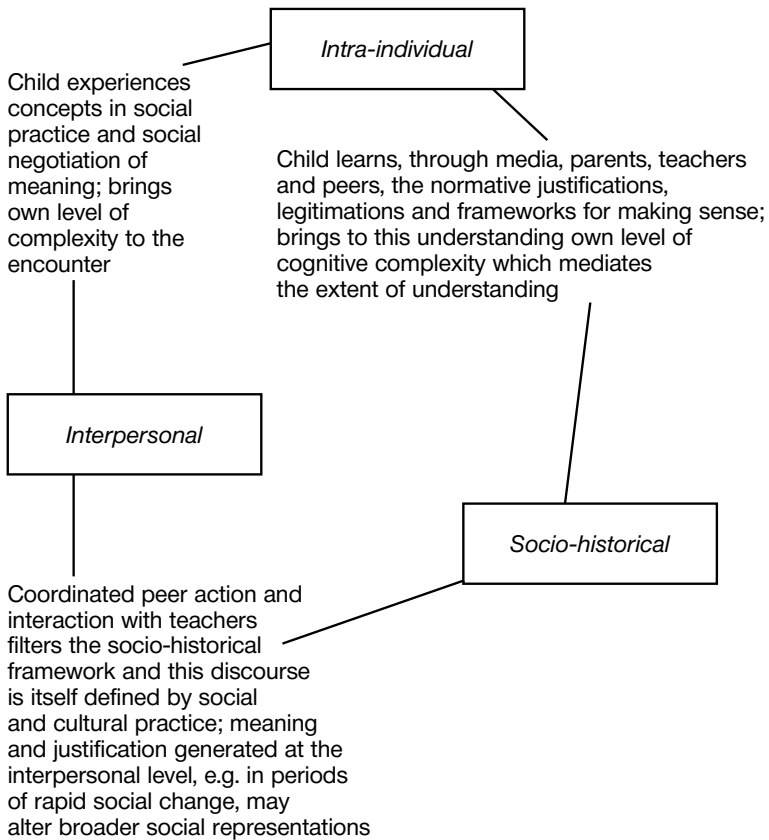 Intra-individual
Child experiences
concepts in social
practice and social
negotiation of
meaning; brings
own level of
complexity to the
encounter
Child learns, through media, parents, teachers
and peers, the normative justifications,
legitimations and frameworks for making sense;
brings to this understanding own level of
cognitive complexity which mediates
the extent of understanding
Interpersonal
Socio-historical
Coordinated peer action and
interaction with teachers
filters the socio-historical
framework and this discourse
is itself defined by social
and cultural practice; meaning
and justification generated at the
interpersonal level, e.g. in periods
of rapid social change, may
alter broader social representations